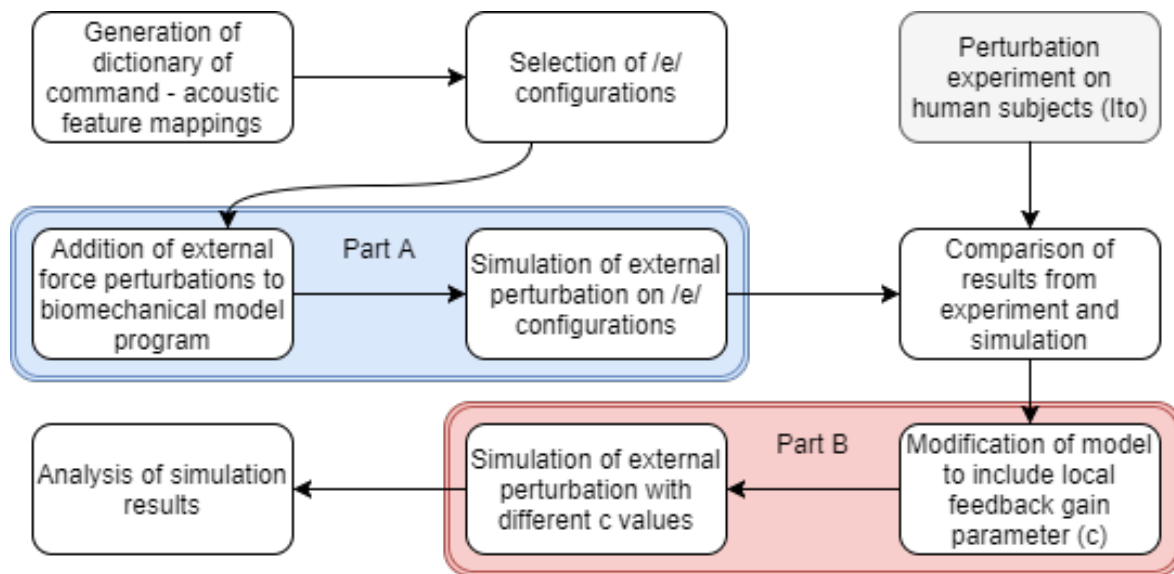 Generation of
dictionary of
command - acoustic
feature mappings
Selection of /e/
configurations
Perturbation
experiment on
human subjects (Ito)
Part A
Addition of external
force perturbations to
biomechanical model
program
Simulation of external
perturbation on /e/
configurations
Comparison of
results from
experiment and
simulation
Part B
Modification of model
to include local
feedback gain
parameter (c)
Simulation of external
perturbation with
different c values
Analysis of simulation
results